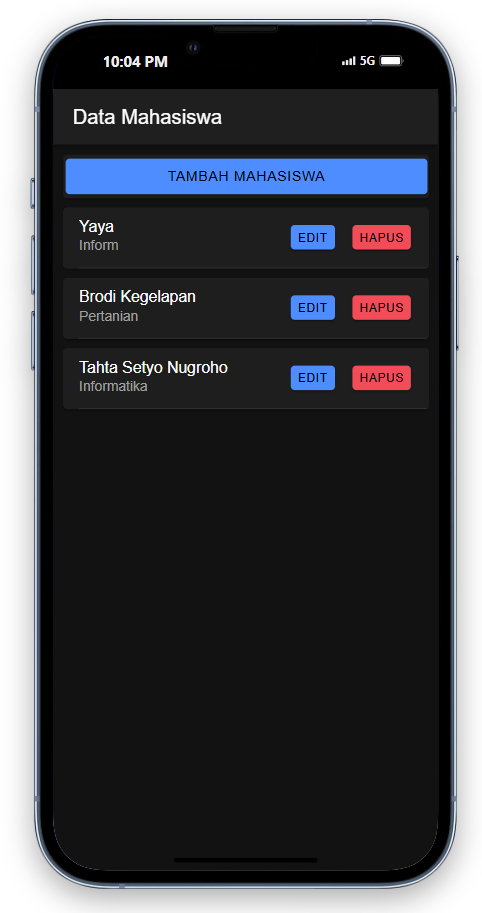 10:04 PM
5G
Data Mahasiswa
TAMBAH MAHASISWA
Yaya
Inform
EDIT
HAPUS
Brodi Kegelapan
Pertanian
EDIT
HAPUS
Tahta Setyo Nugroho
Informatika
EDIT
HAPUS